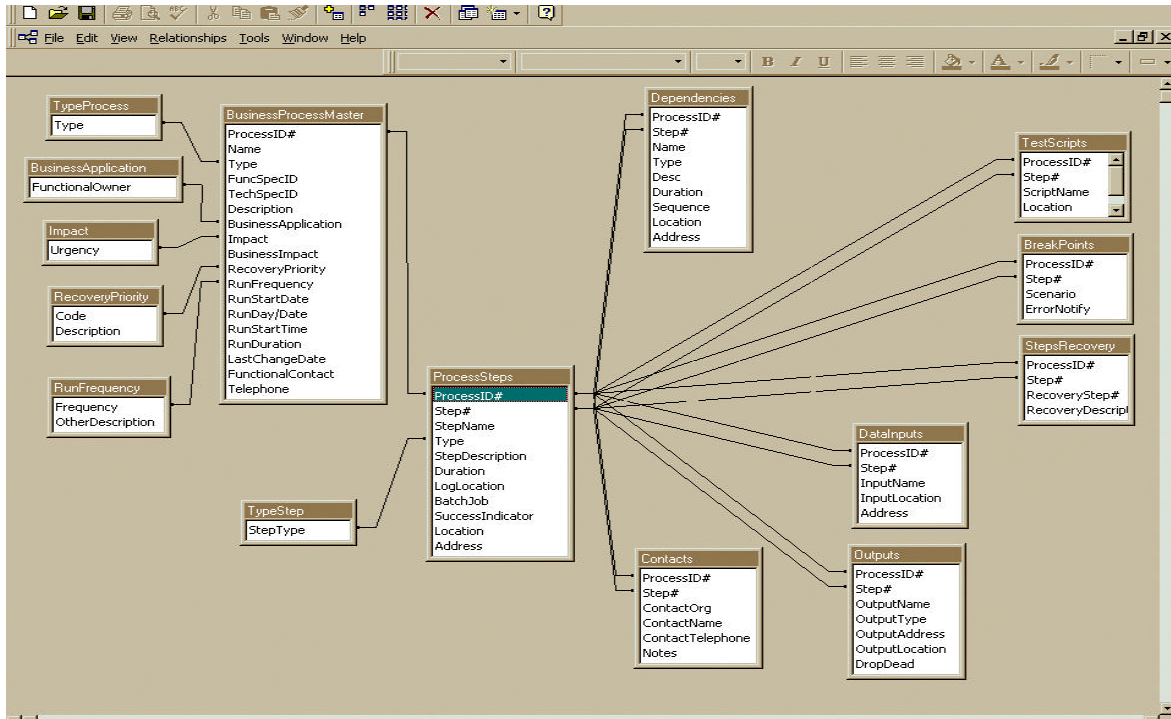 File Edit View Relationships Tools Window Help
B I U A
TypeProcess
Type
BusinessApplication
FunctionalOwner
Impact
Urgency
RecoveryPriority
Code
Description
RunFrequency
Frequency
OtherDescription
BusinessProcessMaster
ProcessID#
Name
Type
FuncSpecID
TechSpecID
Description
BusinessApplication
Impact
BusinessImpact
RecoveryPriority
RunFrequency
RunStartDate
RunDay/Date
RunStartTime
RunDuration
LastChangeDate
FunctionalContact
Telephone
TypeStep
StepType
ProcessSteps
ProcessID#
Step#
StepName
Type
StepDescription
Duration
LogLocation
BatchJob
SuccessIndicator
Location
Address
Dependencies
ProcessID#
Step#
Name
Type
Desc
Duration
Sequence
Location
Address
Contacts
ProcessID#
Step#
ContactOrg
ContactName
ContactTelephone
Notes
TestScripts
ProcessID#
Step#
ScriptName
Location
BreakPoints
ProcessID#
Step#
Scenario
ErrorNotify
StepsRecovery
ProcessID#
Step#
RecoveryStep#
RecoveryDescripl
DataInputs
ProcessID#
Step#
InputName
InputLocation
Address
Outputs
ProcessID#
Step#
OutputName
OutputType
OutputAddress
OutputLocation
DropDead